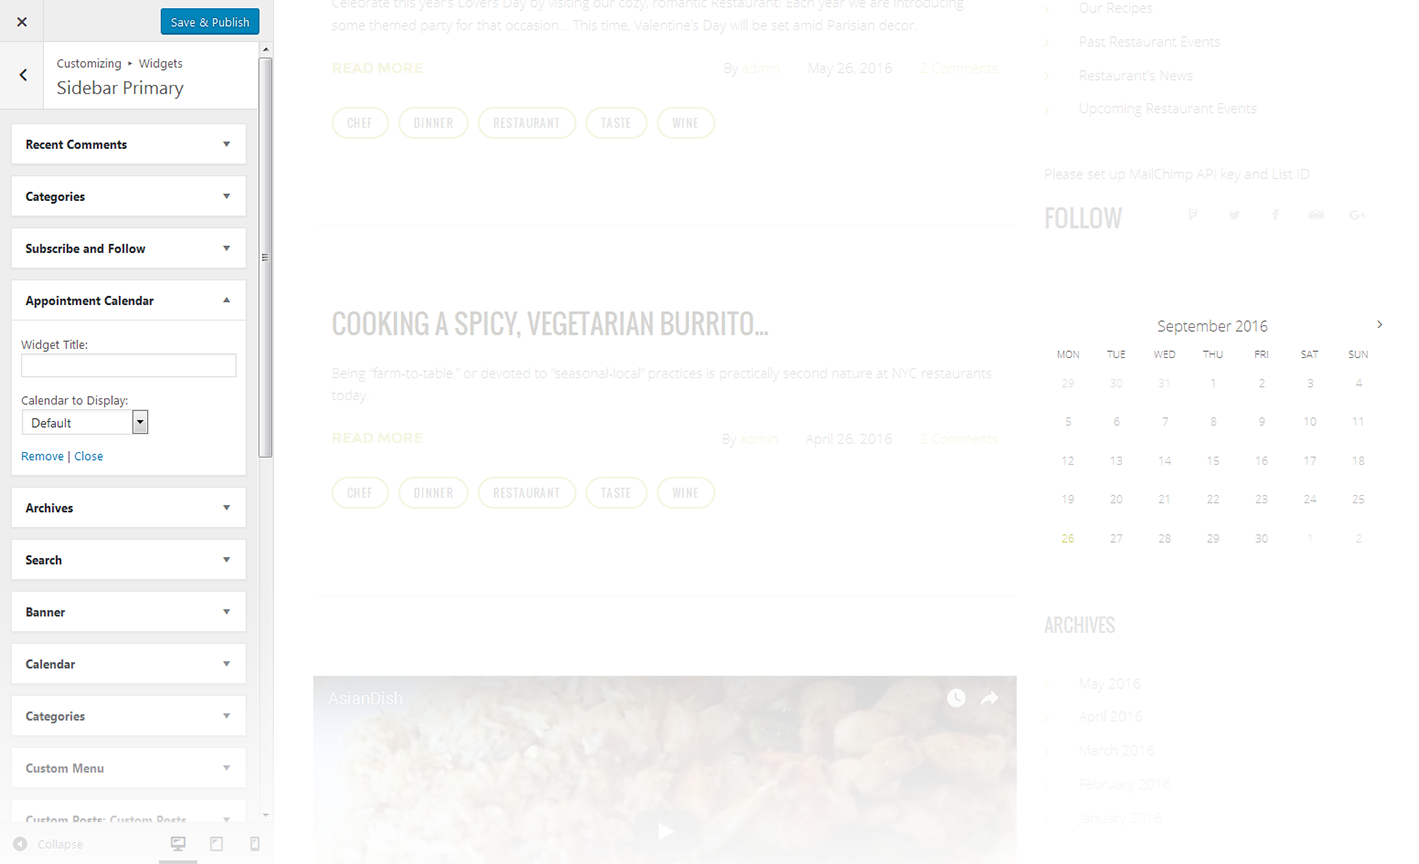 Save & Publish
Customizing ▸ Widgets
Sidebar Primary
Recent Comments
Categories
Subscribe and Follow
Appointment Calendar
Widget Title:
Calendar to Display:
Default
Remove | Close
Archives
Search
Banner
Calendar
Categories
Custom Menu
Custom Posts: Custom Posts
Collapse
Celebrate this year's Lovers Day by visiting our cozy, romantic Restaurant! Each year we are introducing
some themed party for that occasion... This time, Valentine's Day will be set amid Parisian decor.
READ MORE
By admin May 26, 2016 2 Comments
CHEF DINNER RESTAURANT TASTE WINE
COOKING A SPICY, VEGETARIAN BURRITO...
Being “farm-to-table,” or devoted to “seasonal-local” practices is practically second nature at NYC restaurants
today.
READ MORE
By admin April 26, 2016 2 Comments
CHEF DINNER RESTAURANT TASTE WINE
AsianDish
Our Recipes
Past Restaurant Events
Restaurant's News
Upcoming Restaurant Events
Please set up MailChimp API key and List ID
FOLLOW
September 2016
MON TUE WED THU FRI SAT SUN
29 30 31 1 2 3 4
5 6 7 8 9 10 11
12 13 14 15 16 17 18
19 20 21 22 23 24 25
26 27 28 29 30 1 2
ARCHIVES
May 2016
April 2016
March 2016
February 2016
January 2016